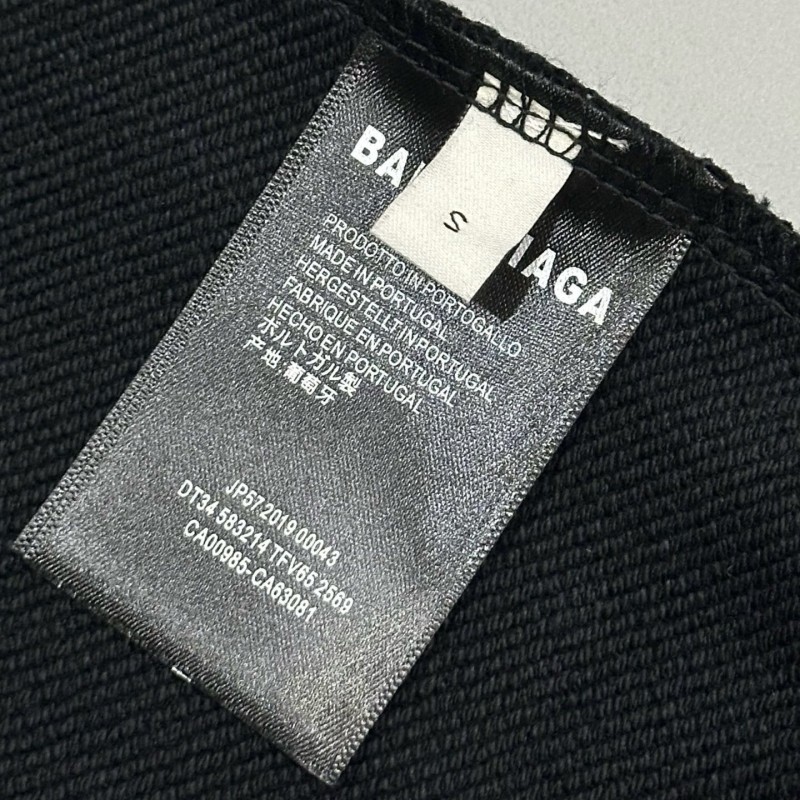 BA
IAGA
S
PRODOTTO IN PORTOGALLO
MADE IN PORTUGAL
HERGESTELLT IN PORTUGAL
FABRIQUE EN PORTUGAL
HECHO EN PORTUGAL
ポルトガル製
产地:葡萄牙
JP57 2019 00043
DT34 583214 TFV65 2569
CA00985-CA63081